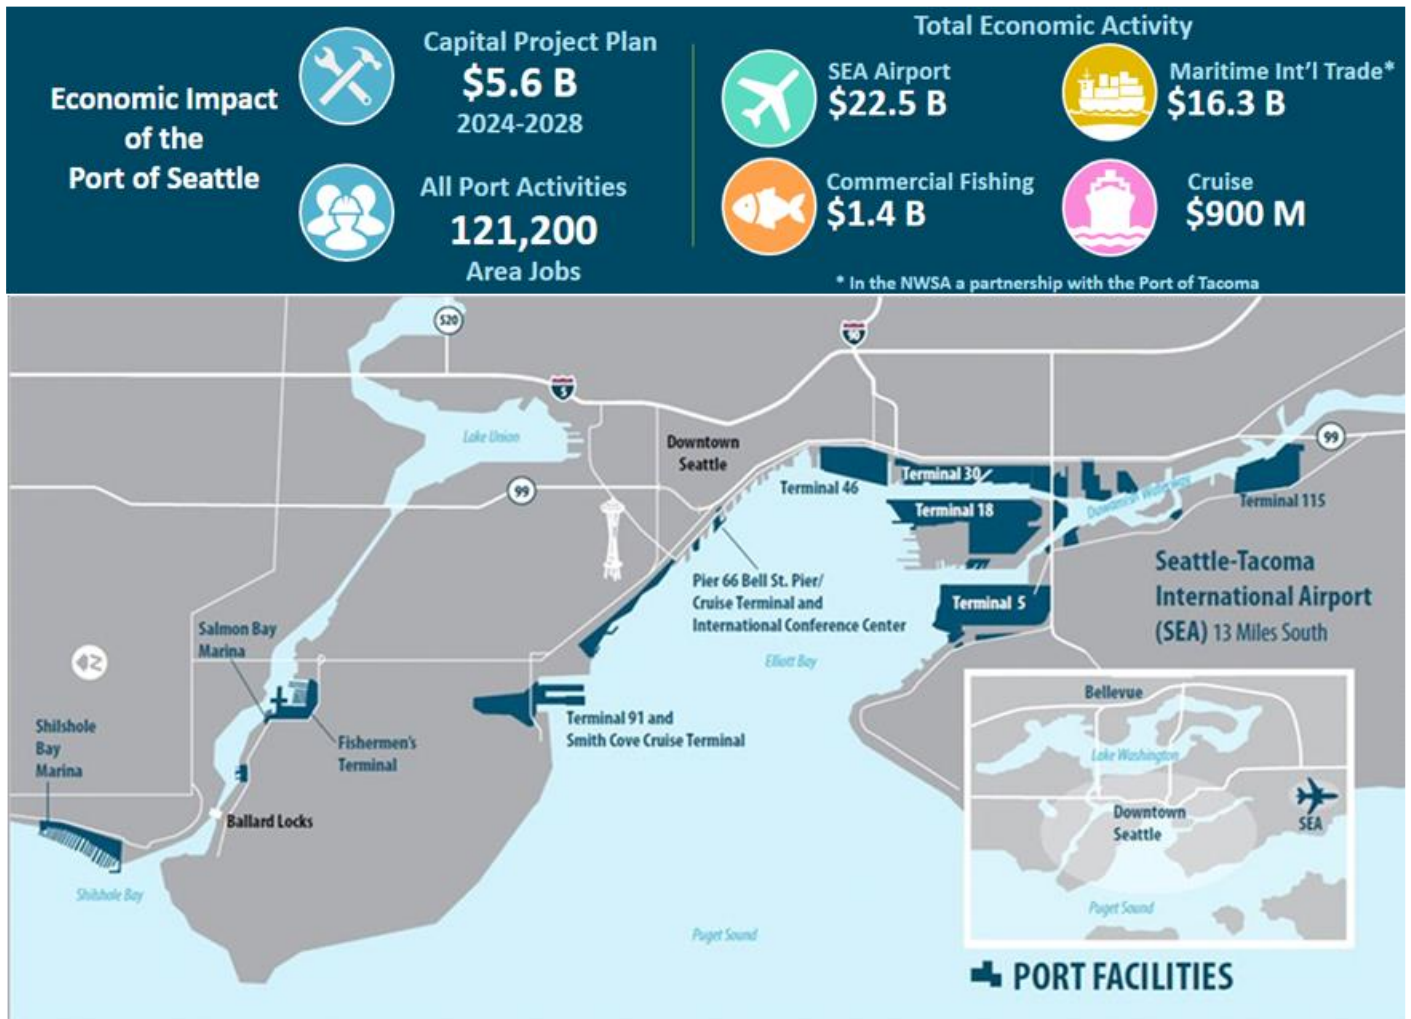 Economic Impact
of the
Port of Seattle
Capital Project Plan
$5.6 B
2024-2028
All Port Activities
121,200
Area Jobs
Total Economic Activity
SEA Airport
$22.5 B
Maritime Int'l Trade*
$16.3 B
Commercial Fishing
$1.4 B
Cruise
$900 M
* In the NWSA a partnership with the Port of Tacoma
520
90
5
Lake Union
Downtown
Seattle
99
99
Terminal 46
Terminal 30
Terminal 18
Duwamish Waterway
Terminal 115
Pier 66 Bell St. Pier/
Cruise Terminal and
International Conference Center
Terminal 5
Seattle-Tacoma
International Airport
(SEA) 13 Miles South
Elliott Bay
Salmon Bay
Marina
N
Terminal 91 and
Smith Cove Cruise Terminal
Fishermen's
Terminal
Shilshole
Bay
Marina
Ballard Locks
Shilshole Bay
Puget Sound
Bellevue
Lake Washington
Downtown
Seattle
SEA
Puget Sound
PORT FACILITIES